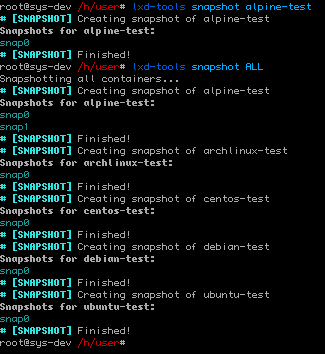 root@sys-dev /h/user# lxd-tools snapshot alpine-test
# [SNAPSHOT] Creating snapshot of alpine-test
Snapshots for alpine-test:
snap0
# [SNAPSHOT] Finished!
root@sys-dev /h/user# lxd-tools snapshot ALL
Snapshotting all containers...
# [SNAPSHOT] Creating snapshot of alpine-test
Snapshots for alpine-test:
snap0
snap1
# [SNAPSHOT] Finished!
# [SNAPSHOT] Creating snapshot of archlinux-test
Snapshots for archlinux-test:
snap0
# [SNAPSHOT] Finished!
# [SNAPSHOT] Creating snapshot of centos-test
Snapshots for centos-test:
snap0
# [SNAPSHOT] Finished!
# [SNAPSHOT] Creating snapshot of debian-test
Snapshots for debian-test:
snap0
# [SNAPSHOT] Finished!
# [SNAPSHOT] Creating snapshot of ubuntu-test
Snapshots for ubuntu-test:
snap0
# [SNAPSHOT] Finished!
root@sys-dev /h/user#